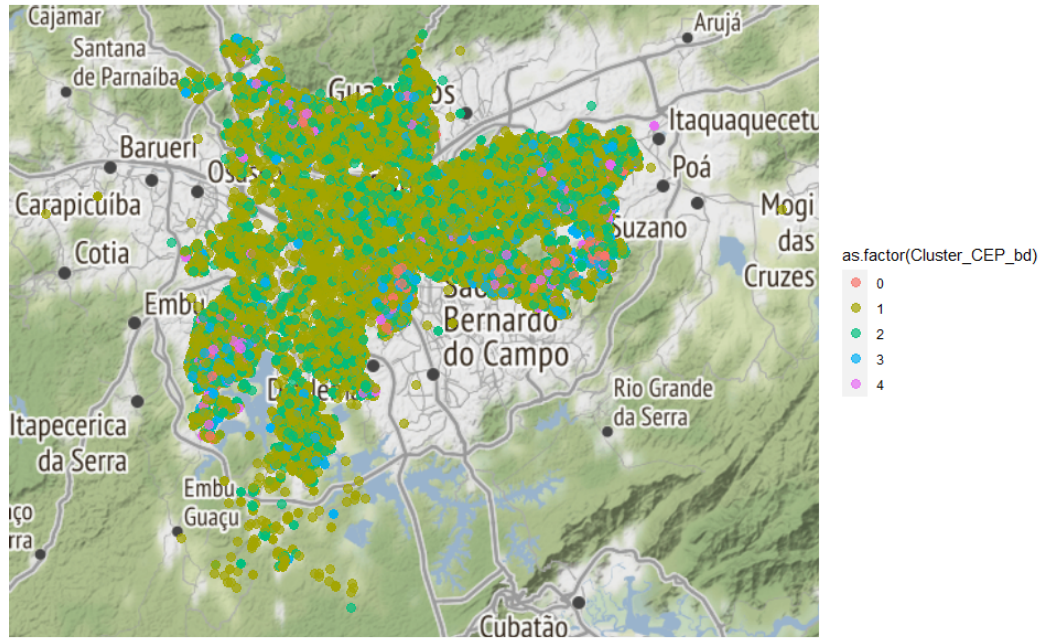 Cajamar
Arujá
Santana
de Parnaíba
Itaquaquecetu
Barueri
Poá
Carapicuíba
Mogi
das
Cruzes
Suzano
Cotia
as.factor(Cluster_CEP_bd)
0
1
2
3
4
Embu
Bernardo
do Campo
Rio Grande
da Serra
Itapecerica
da Serra
Embu
Guaçu
Cubatão